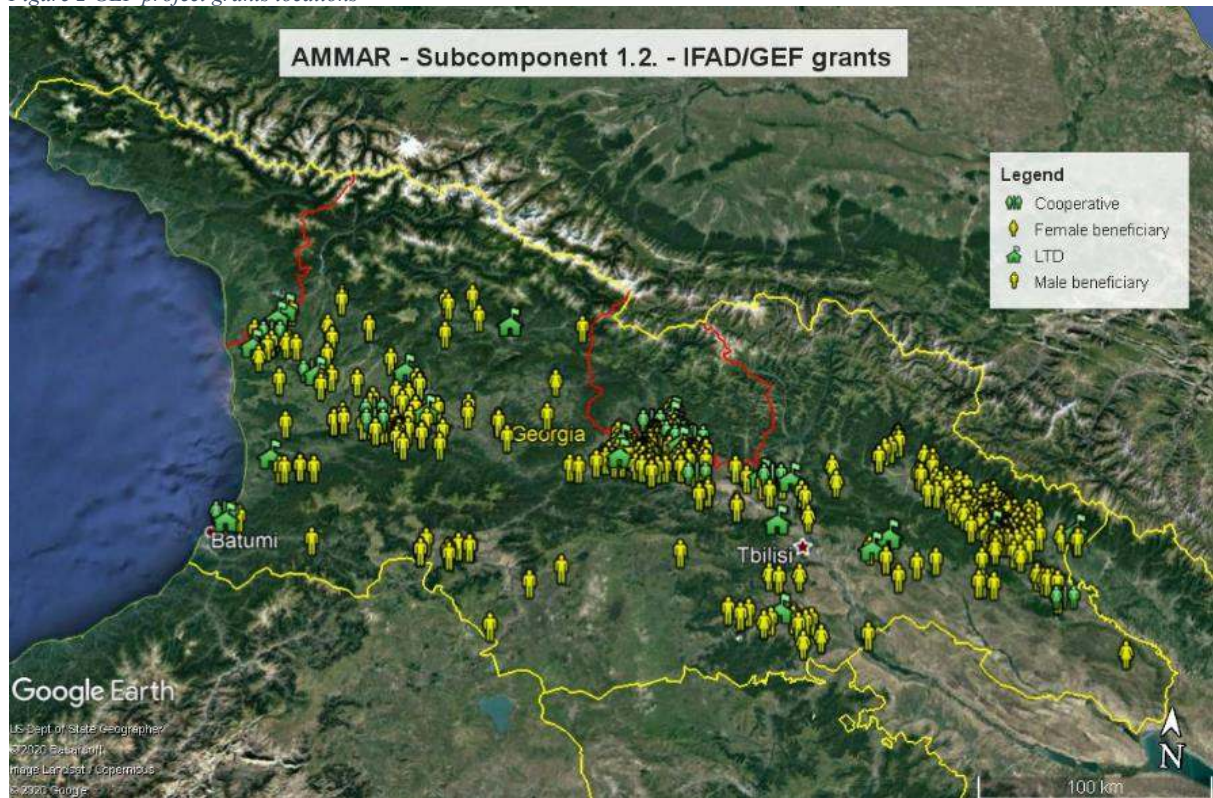 Figure 2 GEF project grants locations
AMMAR - Subcomponent 1.2. - IFAD/GEF grants
Legend
Cooperative
Female beneficiary
LTD
Male beneficiary
Georgia
Batumi
Tbilisi
Google Earth
US Dept of State Geographer
© 2020 Basarsoft
Image Landsat / Copernicus
© 2020 Google
N
100 km